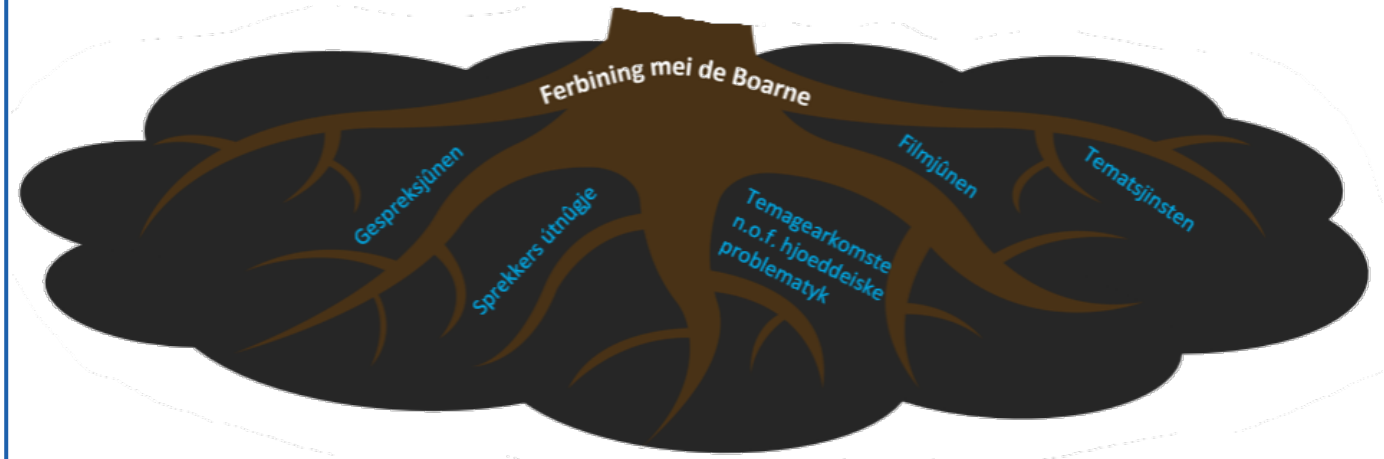 Ferbining mei de Boarne
Gespreksjûnen
Sprekkers útnûgje
Temagearkomste
n.o.f. hjoeddeiske
problematyk
Filmjûnen
Tematsjinsten